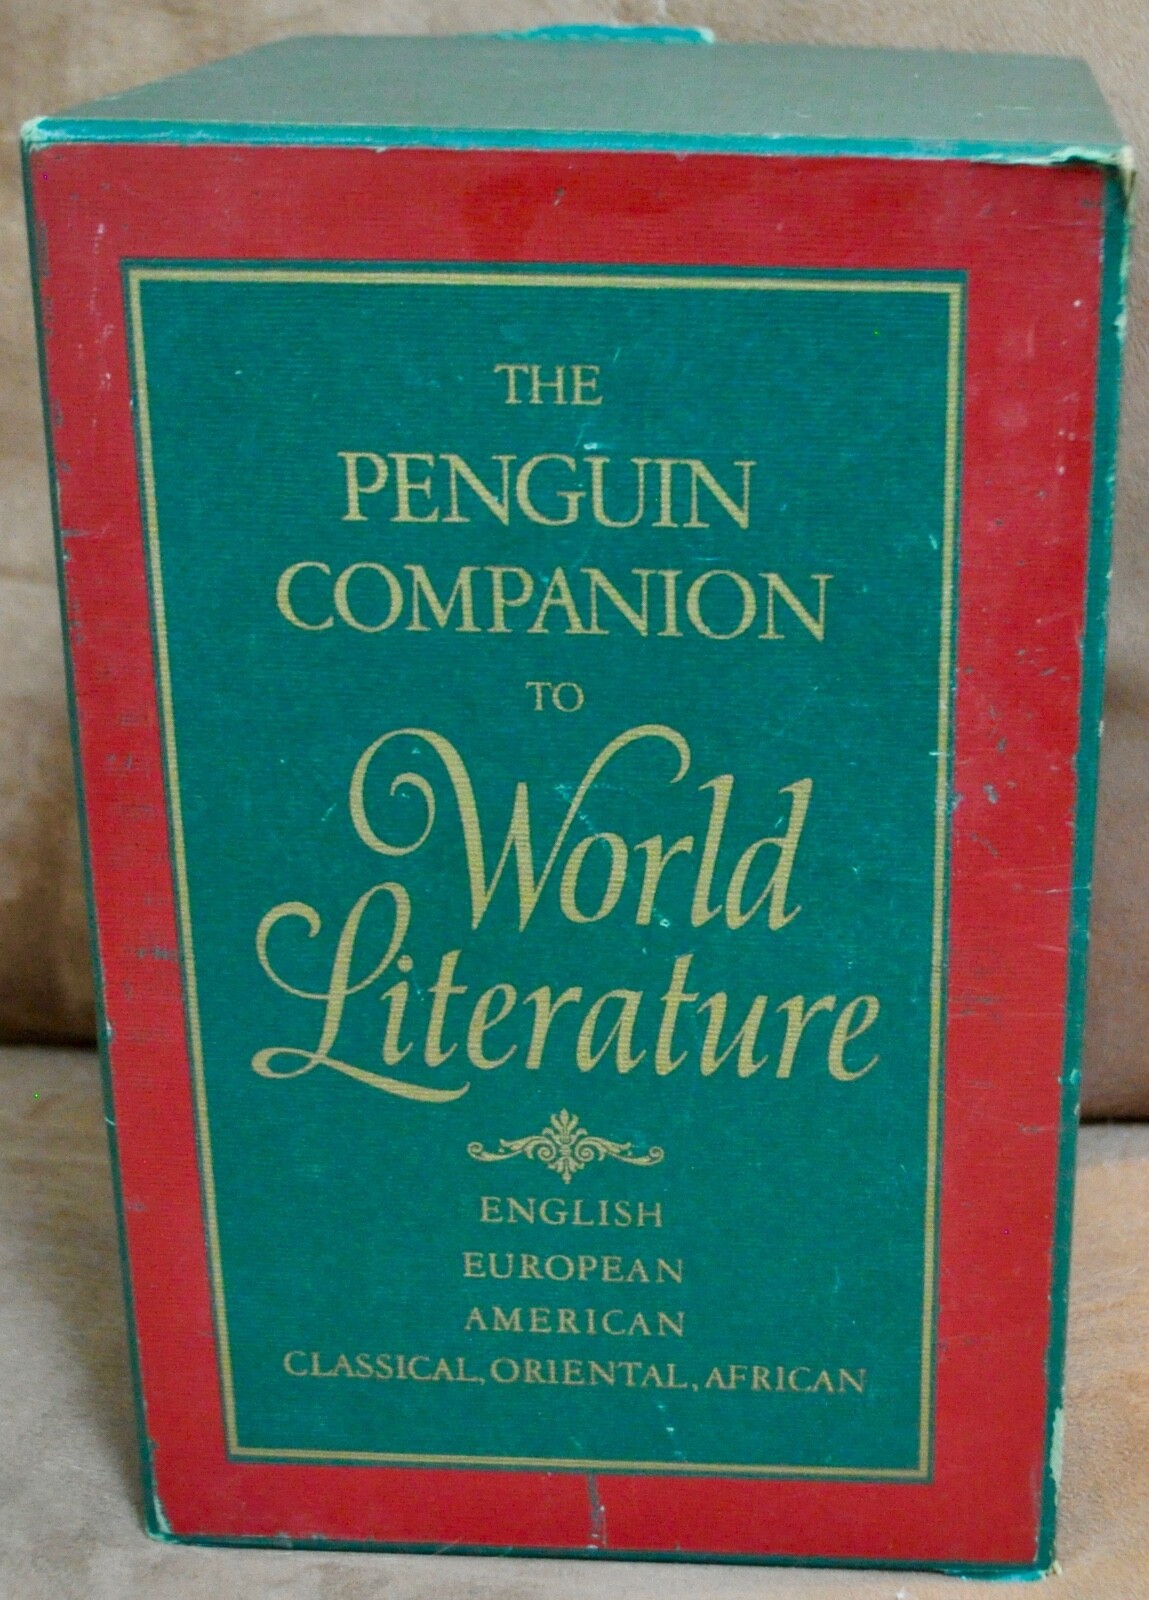 THE
PENGUIN
COMPANION
TO
World
Literature
ENGLISH
EUROPEAN
AMERICAN
CLASSICAL, ORIENTAL, AFRICAN